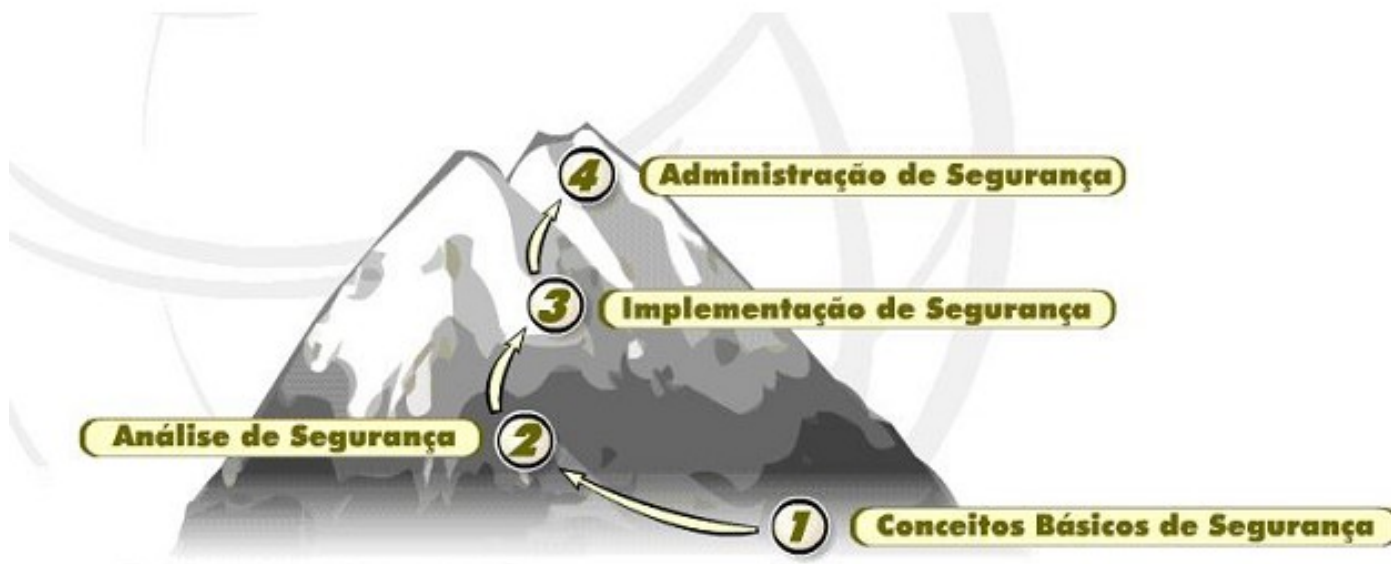 4 Administração de Segurança
3 Implementação de Segurança
Análise de Segurança 2
1 Conceitos Básicos de Segurança